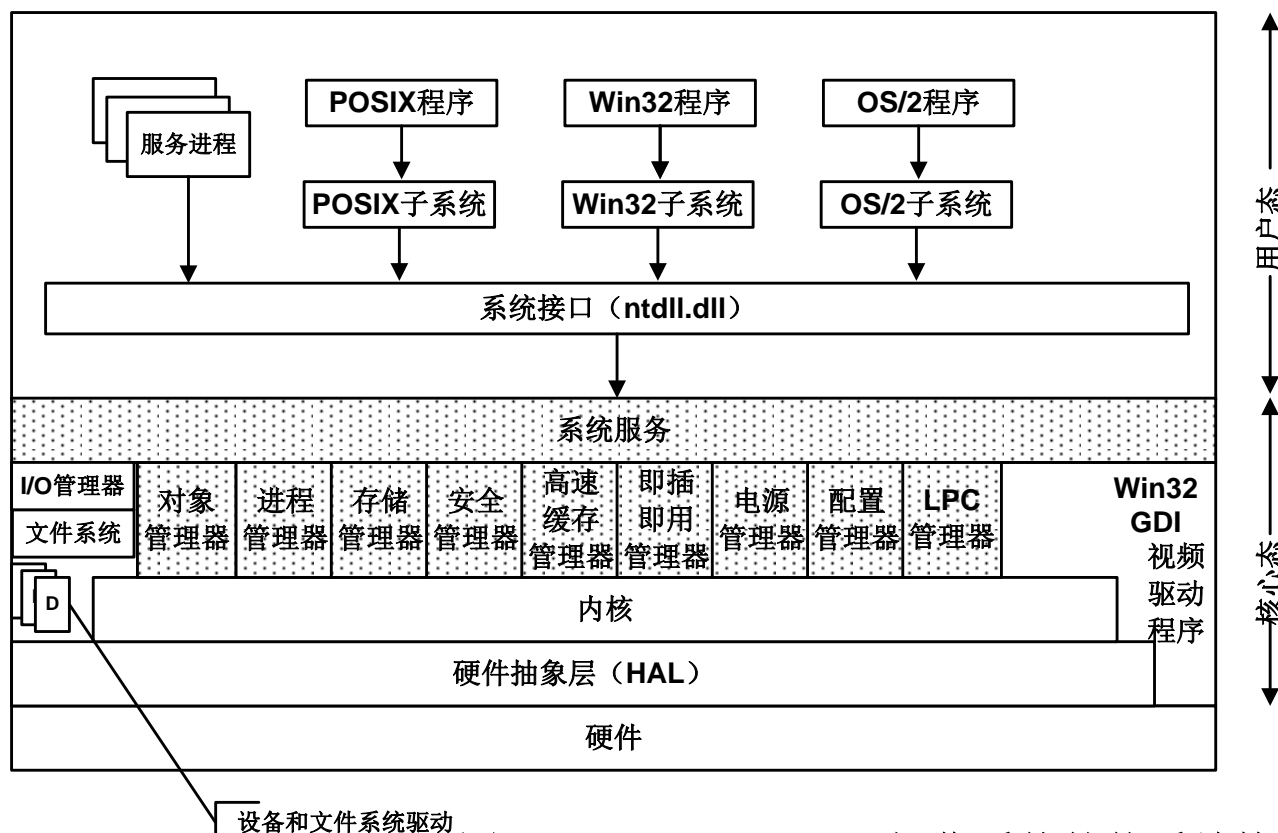 POSIX程序
Win32程序
OS/2程序
服务进程
POSIX子系统
Win32子系统
OS/2子系统
系统接口（ntdll.dll）
用户态
系统服务
I/O管理器
文件系统
对象
管理器
进程
管理器
存储
管理器
安全
管理器
高速
缓存
管理器
即插
即用
管理器
电源
管理器
配置
管理器
LPC
管理器
Win32
GDI
视频
驱动
程序
核心态
D
内核
硬件抽象层（HAL）
硬件
设备和文件系统驱动